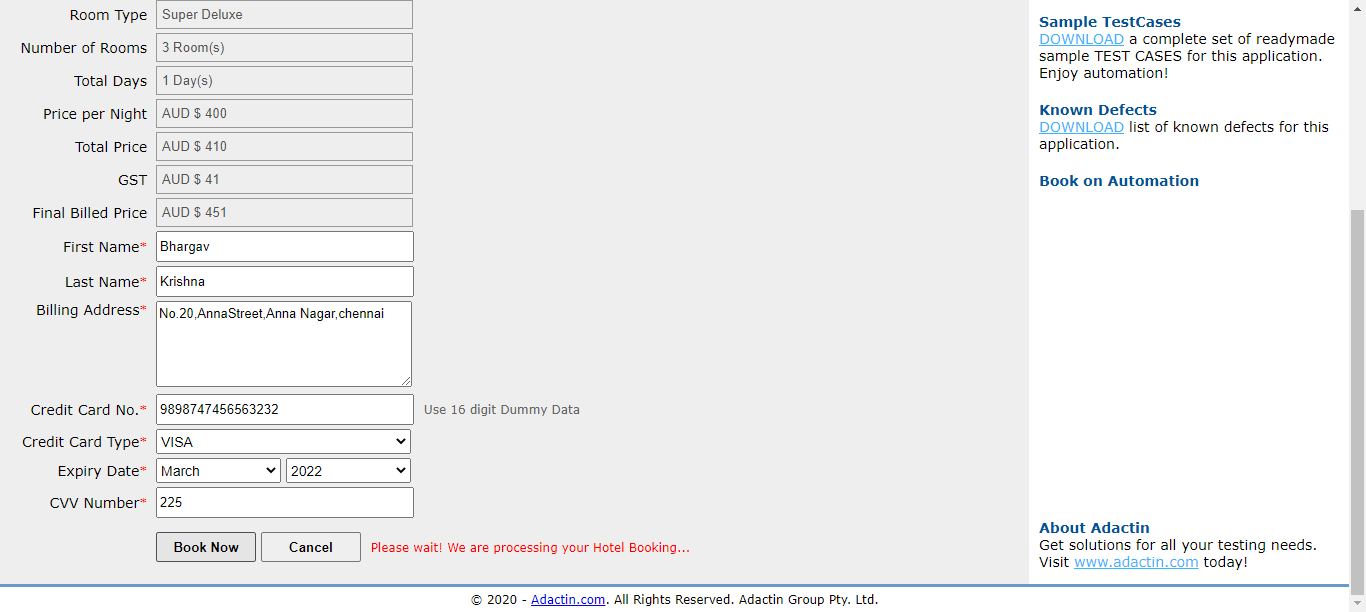 Room Type Super Deluxe
Number of Rooms 3 Room(s)
Total Days 1 Day(s)
Price per Night AUD $ 400
Total Price AUD $ 410
GST AUD $ 41
Final Billed Price AUD $ 451
First Name* Bhargav
Last Name* Krishna
Billing Address* No.20,AnnaStreet,Anna Nagar,chennai
Credit Card No.* 9898747456563232 Use 16 digit Dummy Data
Credit Card Type* VISA
Expiry Date* March 2022
CVV Number* 225
Book Now Cancel Please wait! We are processing your Hotel Booking...
Sample TestCases
DOWNLOAD a complete set of readymade
sample TEST CASES for this application.
Enjoy automation!
Known Defects
DOWNLOAD list of known defects for this
application.
Book on Automation
About Adactin
Get solutions for all your testing needs.
Visit www.adactin.com today!
© 2020 - Adactin.com. All Rights Reserved. Adactin Group Pty. Ltd.